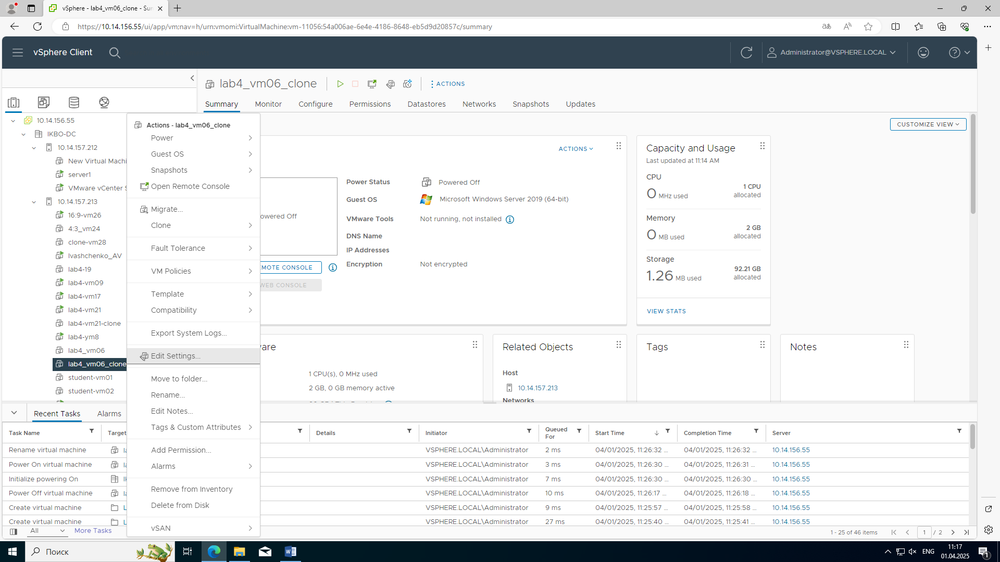 vSphere - lab4_vm06_clone - Sum
https://10.14.156.55/ui/app/vm;nav=h/urn:vmomi:VirtualMachine:vm-11056:54a006ae-6e4e-4186-8648-eb5d9d20857c/summary
vSphere Client
Administrator@VSPHERE.LOCAL
lab4_vm06_clone
ACTIONS
Summary
Monitor
Configure
Permissions
Datastores
Networks
Snapshots
Updates
CUSTOMIZE VIEW
10.14.156.55
IKBO-DC
10.14.157.212
New Virtual Machi
server1
VMware vCenter S
10.14.157.213
16:9-vm26
4:3_vm24
clone-vm28
Ivashchenko_AV
lab4-19
lab4-vm09
lab4-vm17
lab4-vm21
lab4-vm21-clone
lab4-ym8
lab4_vm06
lab4_vm06_clone
student-vm01
student-vm02
Actions - lab4_vm06_clone
Power
Guest OS
Snapshots
Open Remote Console
Migrate...
Clone
Fault Tolerance
VM Policies
Template
Compatibility
Export System Logs...
Edit Settings...
Move to folder...
Rename...
Edit Notes...
Tags & Custom Attributes
Add Permission...
Alarms
Remove from Inventory
Delete from Disk
vSAN
ACTIONS
owered Off
MOTE CONSOLE
WEB CONSOLE
Power Status
Powered Off
Guest OS
Microsoft Windows Server 2019 (64-bit)
VMware Tools
Not running, not installed
DNS Name
IP Addresses
Encryption
Not encrypted
Capacity and Usage
Last updated at 11:14 AM
CPU
0 MHz used
1 CPU allocated
Memory
0 MB used
2 GB allocated
Storage
1.26 MB used
92.21 GB allocated
VIEW STATS
ware
1 CPU(s), 0 MHz used
2 GB, 0 GB memory active
Related Objects
Host
10.14.157.213
Networks
Tags
Notes
Recent Tasks
Alarms
Task Name
Target
Details
Initiator
Queued For
Start Time
Completion Time
Server
Rename virtual machine
VSPHERE.LOCAL\Administrator
2 ms
04/01/2025, 11:26:32 ...
04/01/2025, 11:26:32 ...
10.14.156.55
Power On virtual machine
VSPHERE.LOCAL\Administrator
3 ms
04/01/2025, 11:26:30 ...
04/01/2025, 11:26:31 ...
10.14.156.55
Initialize powering On
VSPHERE.LOCAL\Administrator
7 ms
04/01/2025, 11:26:30 ...
04/01/2025, 11:26:30 ...
10.14.156.55
Power Off virtual machine
VSPHERE.LOCAL\Administrator
10 ms
04/01/2025, 11:26:17 ...
04/01/2025, 11:26:18 ...
10.14.156.55
Create virtual machine
L
VSPHERE.LOCAL\Administrator
9 ms
04/01/2025, 11:25:57 ...
04/01/2025, 11:25:58 ...
10.14.156.55
Create virtual machine
L
VSPHERE.LOCAL\Administrator
27 ms
04/01/2025, 11:25:40 ...
04/01/2025, 11:25:41 ...
10.14.156.55
All
More Tasks
1 - 25 of 46 items
1 / 2
Поиск
ENG
11:17
01.04.2025
1